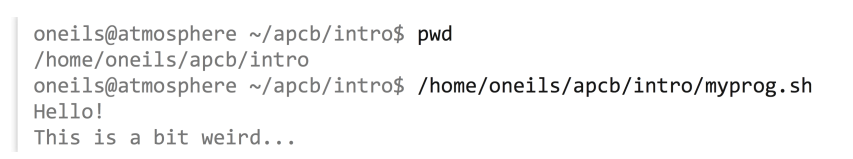 oneils@atmosphere ~/apcb/intro$ pwd
/home/oneils/apcb/intro
oneils@atmosphere ~/apcb/intro$ /home/oneils/apcb/intro/myprog.sh
Hello!
This is a bit weird...